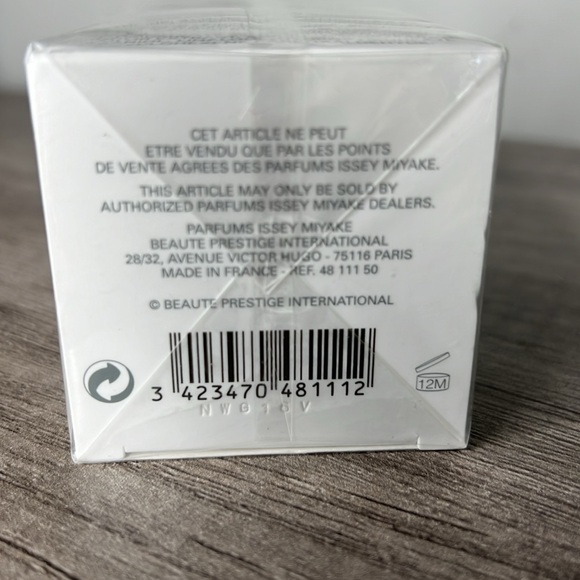 CET ARTICLE NE PEUT
ETRE VENDU QUE PAR LES POINTS
DE VENTE AGREES DES PARFUMS ISSEY MIYAKE.
THIS ARTICLE MAY ONLY BE SOLD BY
AUTHORIZED PARFUMS ISSEY MIYAKE DEALERS.
PARFUMS ISSEY MIYAKE
BEAUTE PRESTIGE INTERNATIONAL
28/32, AVENUE VICTOR HUGO - 75116 PARIS
MADE IN FRANCE - REF. 48 111 50
© BEAUTE PRESTIGE INTERNATIONAL
3 423470 481112
12M